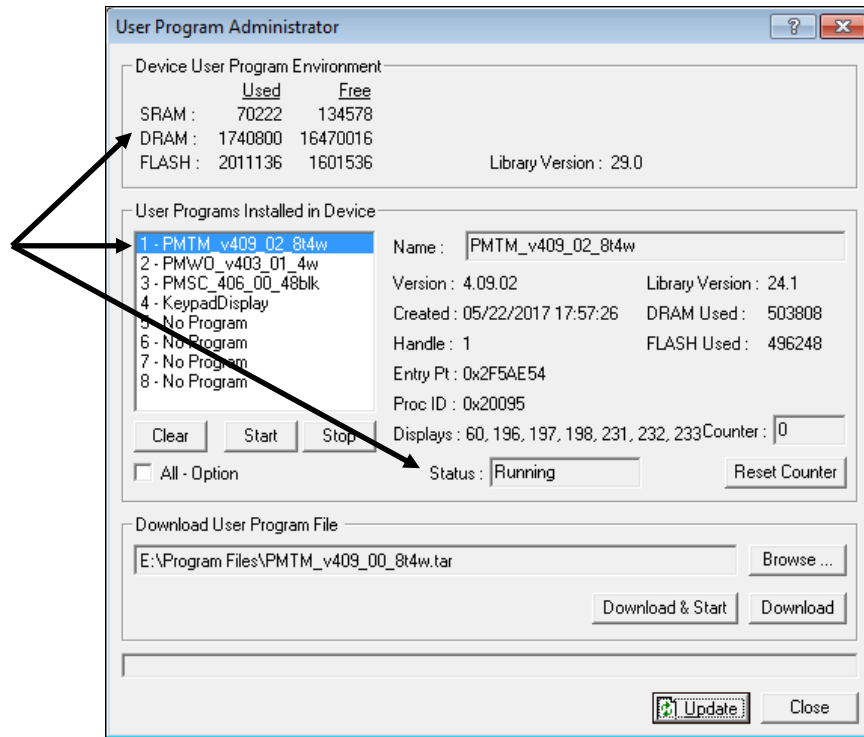 User Program Administrator
Device User Program Environment
Used Free
SRAM : 70222 134578
DRAM : 1740800 16470016
FLASH : 2011136 1601536 Library Version : 29.0
User Programs Installed in Device
1 - PMTM_v409_02_8t4w
2 - PMWO_v403_01_4w
3 - PMSC_406_00_48blk
4 - KeypadDisplay
5 - No Program
6 - No Program
7 - No Program
8 - No Program
Clear Start Stop
All - Option
Name : PMTM_v409_02_8t4w
Version : 4.09.02 Library Version : 24.1
Created : 05/22/2017 17:57:26 DRAM Used : 503808
Handle : 1 FLASH Used : 496248
Entry Pt : 0x2F5AE54
Proc ID : 0x20095
Displays : 60, 196, 197, 198, 231, 232, 233 Counter : 0
Status : Running Reset Counter
Download User Program File
E:\Program Files\PMTM_v409_00_8t4w.tar Browse ...
Download & Start Download
Update Close